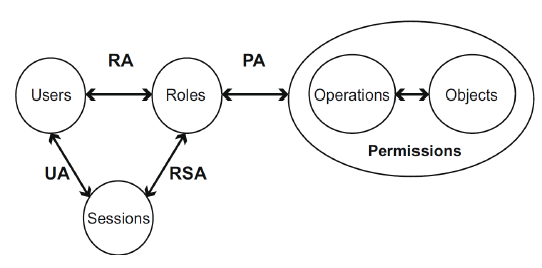 RA
PA
Users
Roles
Operations
Objects
Permissions
UA
RSA
Sessions